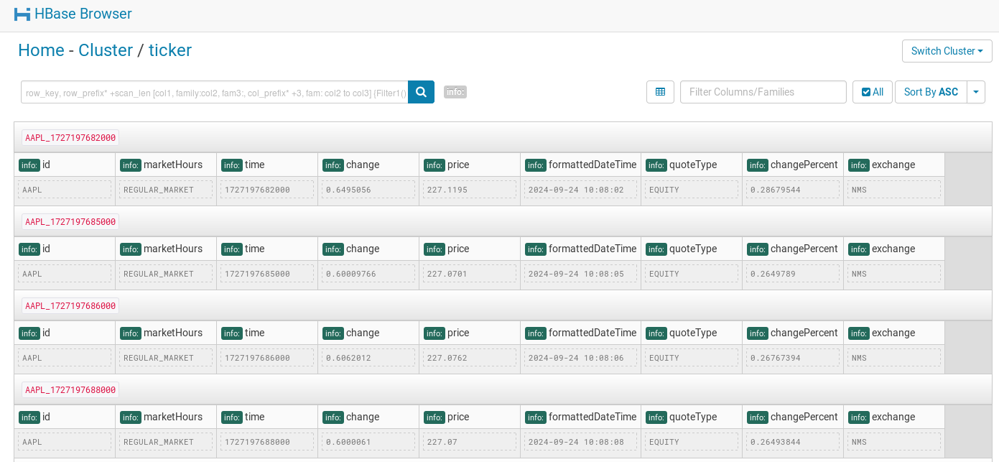 HBase Browser
Home - Cluster / ticker
Switch Cluster
row_key, row_prefix* +scan_len [col1, family:col2, fam3:, col_prefix* +3, fam: col2 to col3] {Filter1()
info:
Filter Columns/Families
All
Sort By ASC
AAPL_1727197682000
info: id info: marketHours info: time info: change info: price info: formattedDateTime info: quoteType info: changePercent info: exchange
AAPL REGULAR_MARKET 1727197682000 0.6495056 227.1195 2024-09-24 10:08:02 EQUITY 0.28679544 NMS
AAPL_1727197685000
info: id info: marketHours info: time info: change info: price info: formattedDateTime info: quoteType info: changePercent info: exchange
AAPL REGULAR_MARKET 1727197685000 0.60009766 227.0701 2024-09-24 10:08:05 EQUITY 0.2649789 NMS
AAPL_1727197686000
info: id info: marketHours info: time info: change info: price info: formattedDateTime info: quoteType info: changePercent info: exchange
AAPL REGULAR_MARKET 1727197686000 0.6062012 227.0762 2024-09-24 10:08:06 EQUITY 0.26767394 NMS
AAPL_1727197688000
info: id info: marketHours info: time info: change info: price info: formattedDateTime info: quoteType info: changePercent info: exchange
AAPL REGULAR_MARKET 1727197688000 0.6000061 227.07 2024-09-24 10:08:08 EQUITY 0.26493844 NMS